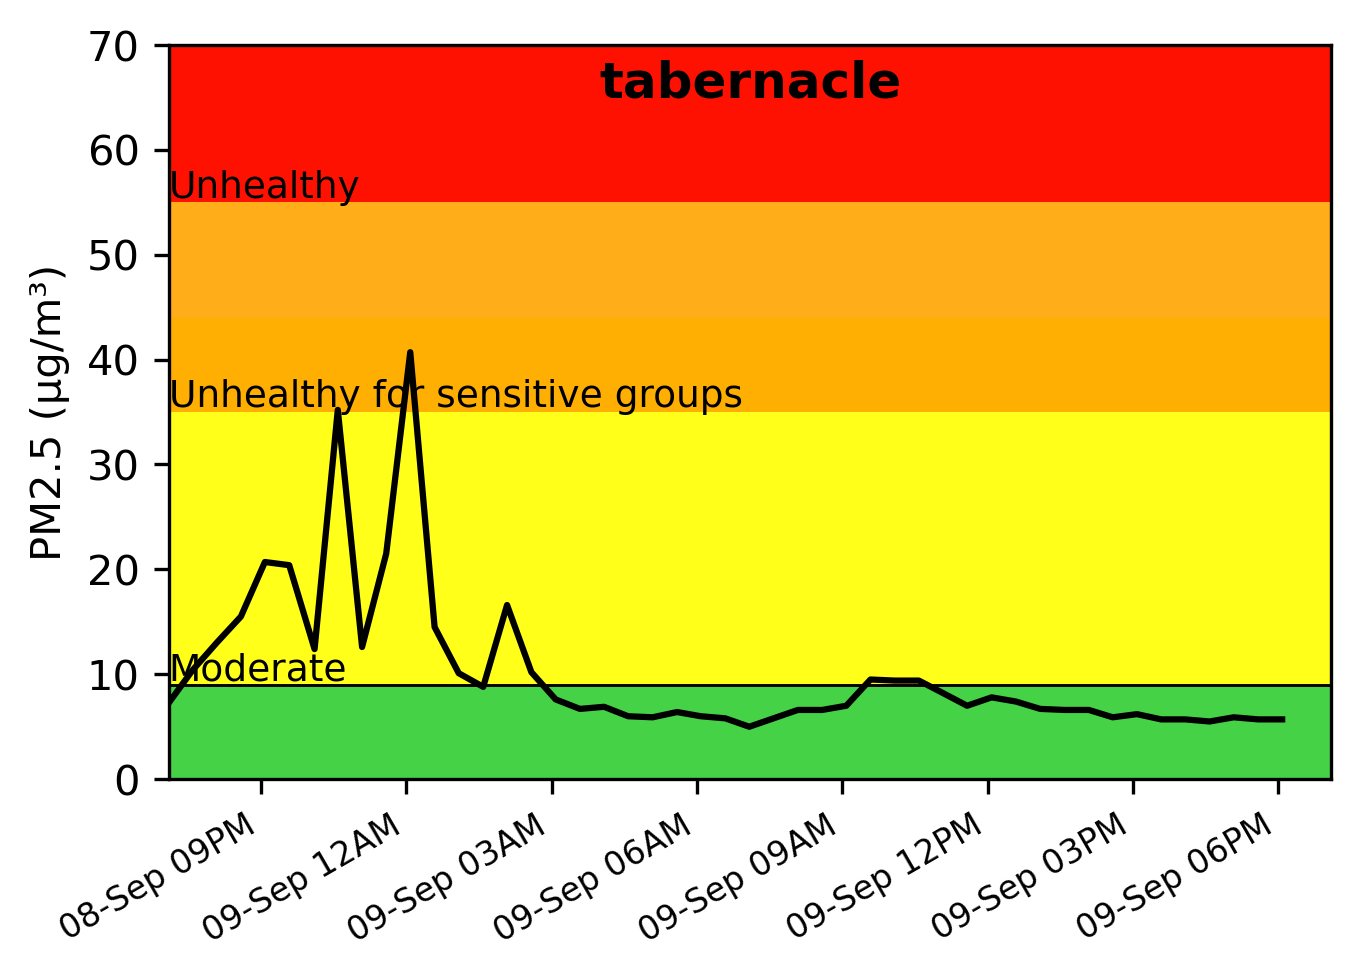 tabernacle
PM2.5 (µg/m³)
70
60
50
40
30
20
10
0
Unhealthy
Unhealthy for sensitive groups
Moderate
08-Sep 09PM
09-Sep 12AM
09-Sep 03AM
09-Sep 06AM
09-Sep 09AM
09-Sep 12PM
09-Sep 03PM
09-Sep 06PM